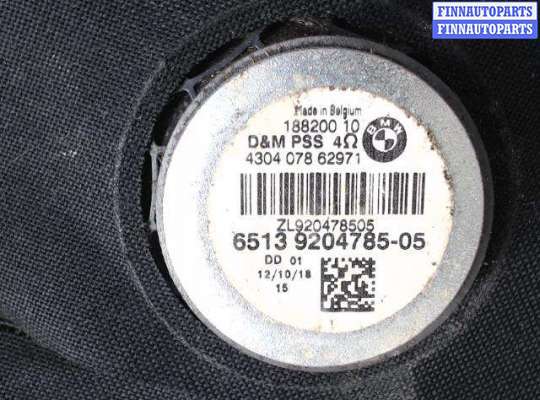 FINNAUTOPARTS
FINNAUTOPARTS
Made in Belgium
188200 10
D&M PSS 4Ω
4304 078 62971
BMW
ZL920478505
6513 9204785-05
DD 01
12/10/18
15